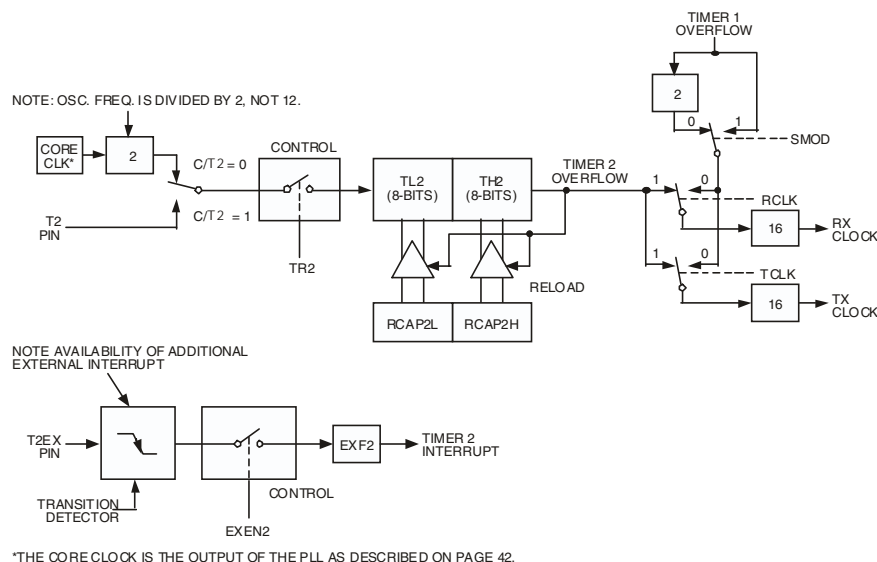 TIMER 1
OVERFLOW
2
0
1
SMOD
NOTE: OSC. FREQ. IS DIVIDED BY 2, NOT 12.
CORE
CLK*
2
C/T2 = 0
C/T2 = 1
T2
PIN
CONTROL
TR2
TL2
(8-BITS)
TH2
(8-BITS)
TIMER 2
OVERFLOW
RELOAD
RCAP2L
RCAP2H
1
0
RCLK
16
RX
CLOCK
1
0
TCLK
16
TX
CLOCK
NOTE AVAILABILITY OF ADDITIONAL
EXTERNAL INTERRUPT
T2EX
PIN
TRANSITION
DETECTOR
CONTROL
EXEN2
EXF2
TIMER 2
INTERRUPT
*THE CORE CLOCK IS THE OUTPUT OF THE PLL AS DESCRIBED ON PAGE 42.